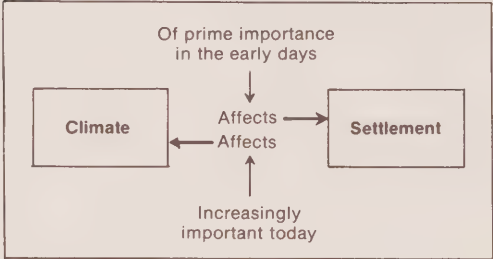 Of prime importance
in the early days
Climate
Affects
Affects
Settlement
Increasingly
important today